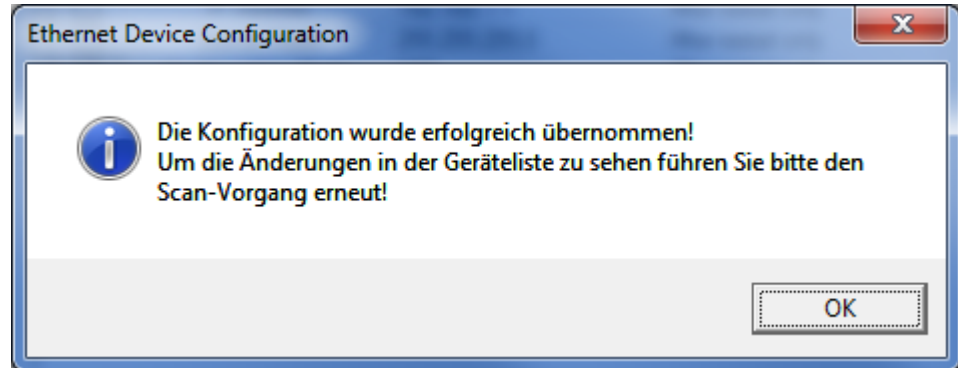 Ethernet Device Configuration
Die Konfiguration wurde erfolgreich übernommen!
Um die Änderungen in der Geräteliste zu sehen führen Sie bitte den
Scan-Vorgang erneut!
OK